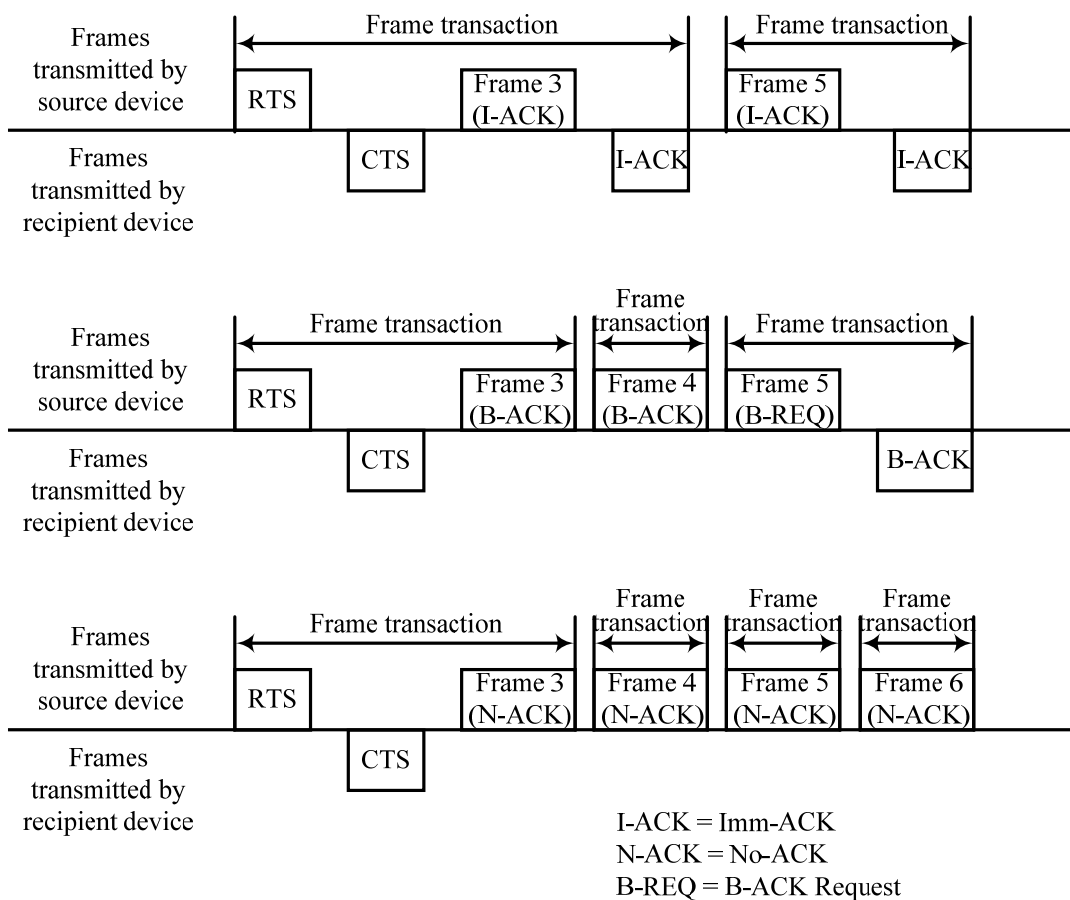 Frames
transmitted by
source device
Frame transaction
Frame transaction
RTS
Frame 3
(I-ACK)
Frame 5
(I-ACK)
Frames
transmitted by
recipient device
CTS
I-ACK
I-ACK
Frames
transmitted by
source device
Frame transaction
Frame
transaction
Frame transaction
RTS
Frame 3
(B-ACK)
Frame 4
(B-ACK)
Frame 5
(B-REQ)
Frames
transmitted by
recipient device
CTS
B-ACK
Frames
transmitted by
source device
Frame transaction
Frame
transaction
Frame
transaction
Frame
transaction
RTS
Frame 3
(N-ACK)
Frame 4
(N-ACK)
Frame 5
(N-ACK)
Frame 6
(N-ACK)
Frames
transmitted by
recipient device
CTS
I-ACK = Imm-ACK
N-ACK = No-ACK
B-REQ = B-ACK Request